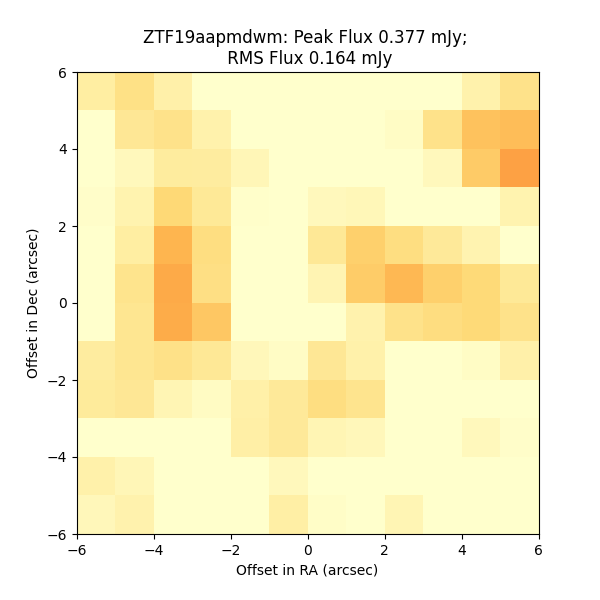 ZTF19aapmdwm: Peak Flux 0.377 mJy;
RMS Flux 0.164 mJy
6
4
2
0
−2
−4
−6
Offset in Dec (arcsec)
−6 −4 −2 0 2 4 6
Offset in RA (arcsec)